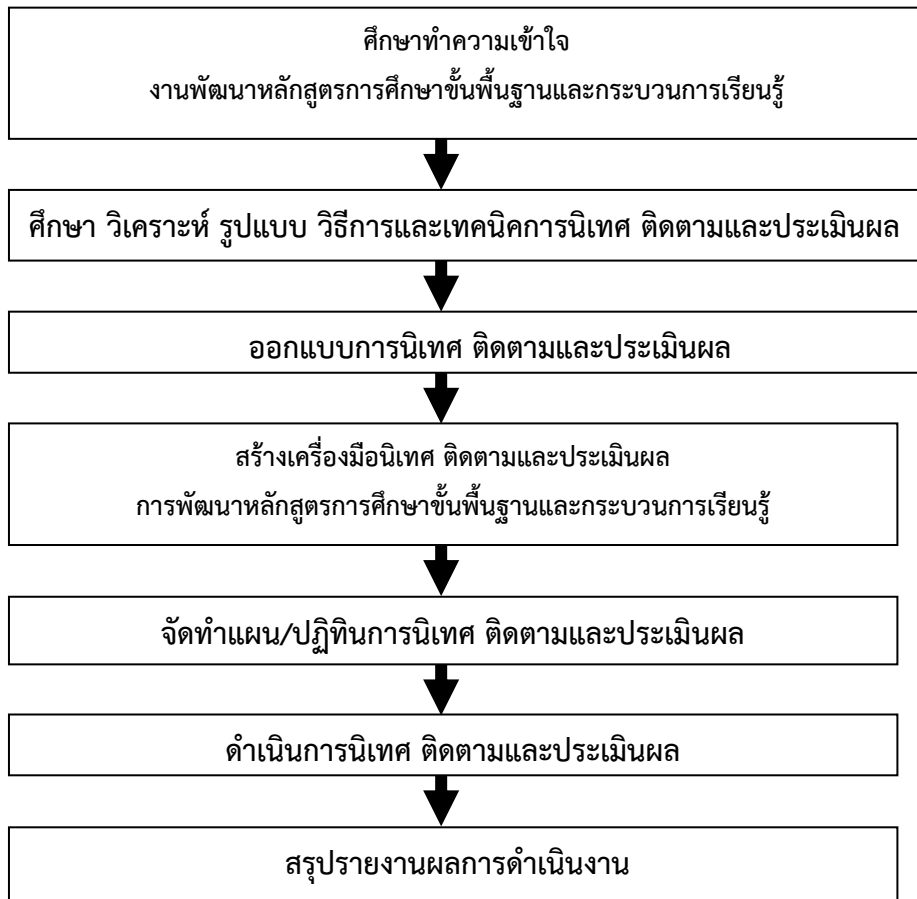 ศึกษาทำความเข้าใจ
งานพัฒนาหลักสูตรการศึกษาขั้นพื้นฐานและกระบวนการเรียนรู้
ศึกษา วิเคราะห์ รูปแบบ วิธีการและเทคนิคการนิเทศ ติดตามและประเมินผล
ออกแบบการนิเทศ ติดตามและประเมินผล
สร้างเครื่องมือนิเทศ ติดตามและประเมินผล
การพัฒนาหลักสูตรการศึกษาขั้นพื้นฐานและกระบวนการเรียนรู้
จัดทำแผน/ปฏิทินการนิเทศ ติดตามและประเมินผล
ดำเนินการนิเทศ ติดตามและประเมินผล
สรุปรายงานผลการดำเนินงาน